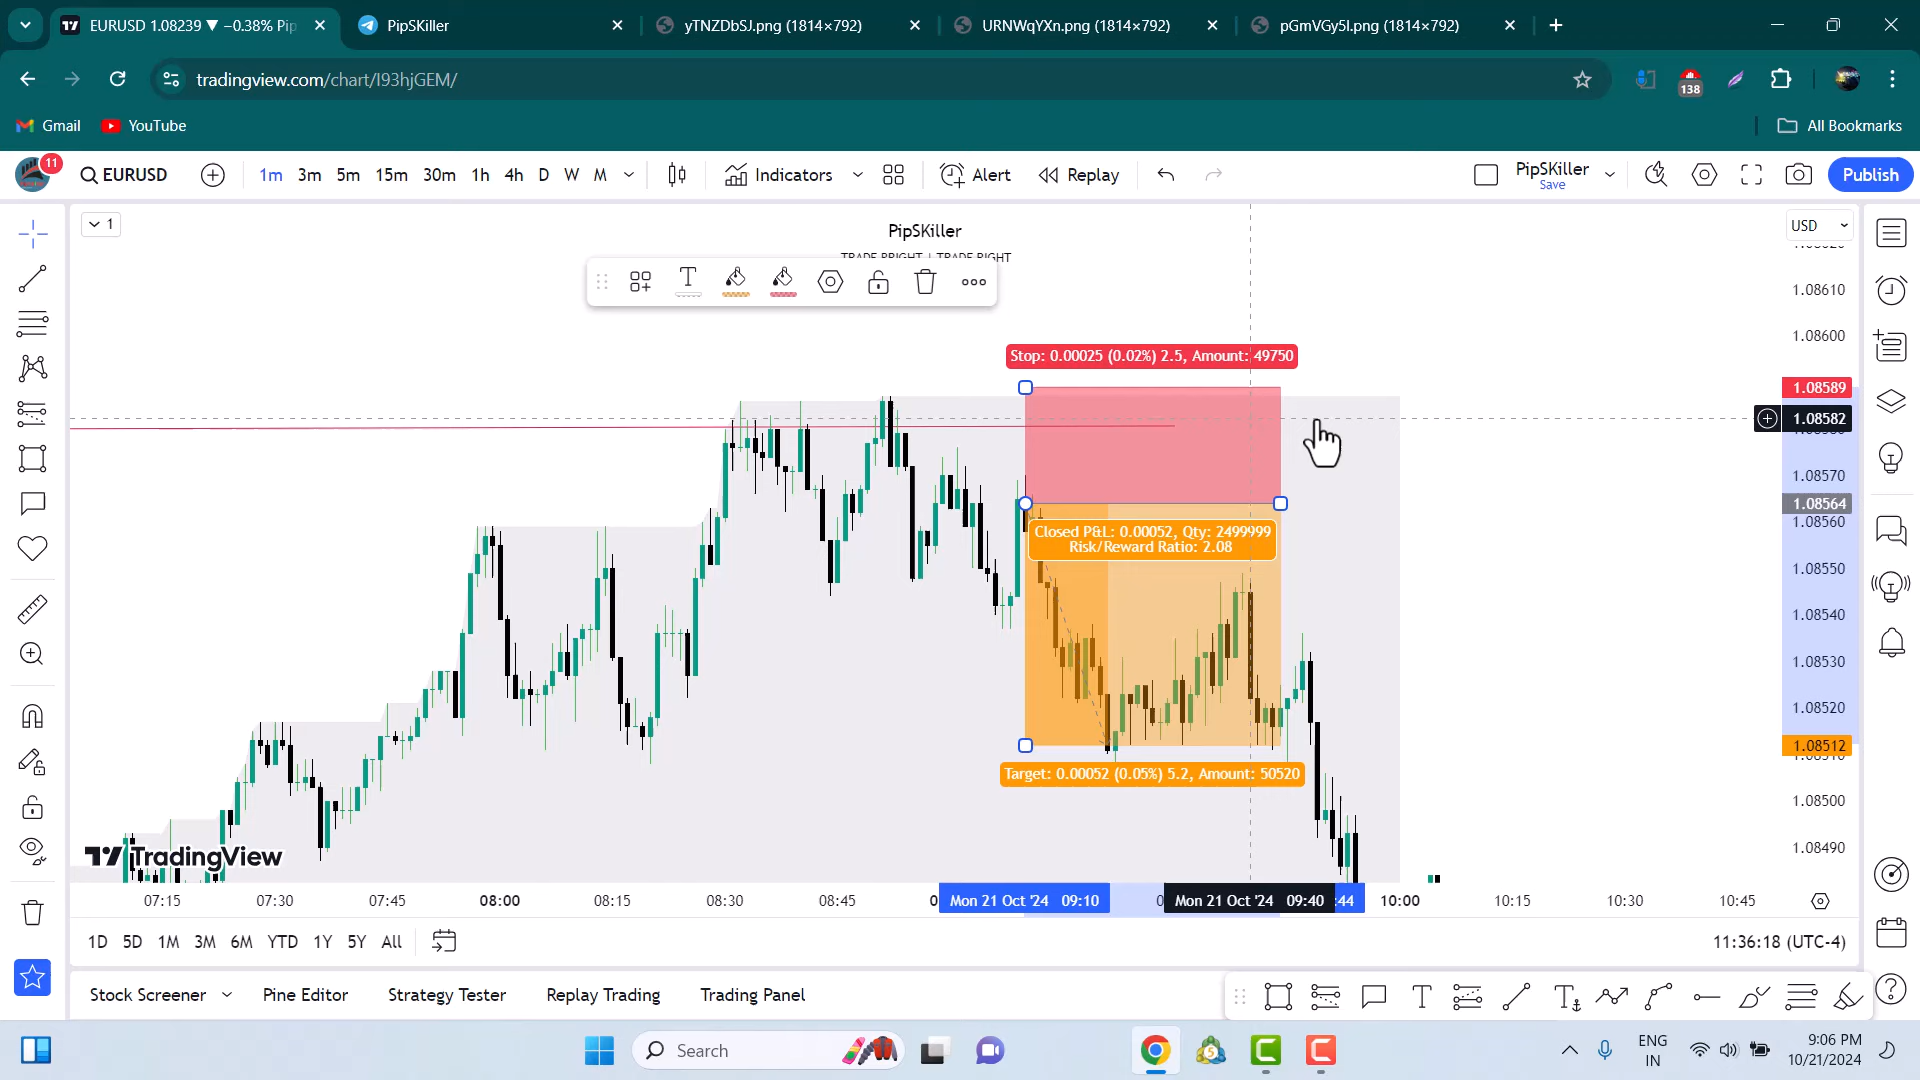 EURUSD 1.08239 ▼ −0.38% Pip
PipSKiller
yTNZDbSJ.png (1814×792)
URNWqYXn.png (1814×792)
pGmVGy5I.png (1814×792)
tradingview.com/chart/I93hjGEM/
138
Gmail
YouTube
All Bookmarks
11
EURUSD
1m 3m 5m 15m 30m 1h 4h D W M
Indicators
Alert
Replay
PipSKiller
Save
Publish
1
PipSKiller
USD
TRADE BRIGHT | TRADE RIGHT
1.08610
1.08600
Stop: 0.00025 (0.02%) 2.5, Amount: 49750
1.08589
1.08582
1.08570
1.08564
1.08560
Closed P&L: 0.00052, Qty: 2499999
Risk/Reward Ratio: 2.08
1.08550
1.08540
1.08530
1.08520
1.08512
Target: 0.00052 (0.05%) 5.2, Amount: 50520
1.08500
1.08490
TradingView
07:15 07:30 07:45 08:00 08:15 08:30 08:45 0 Mon 21 Oct '24 09:10 Mon 21 Oct '24 09:40 :44 10:00 10:15 10:30 10:45
1D 5D 1M 3M 6M YTD 1Y 5Y All
11:36:18 (UTC-4)
Stock Screener
Pine Editor
Strategy Tester
Replay Trading
Trading Panel
Search
ENG
IN
9:06 PM
10/21/2024